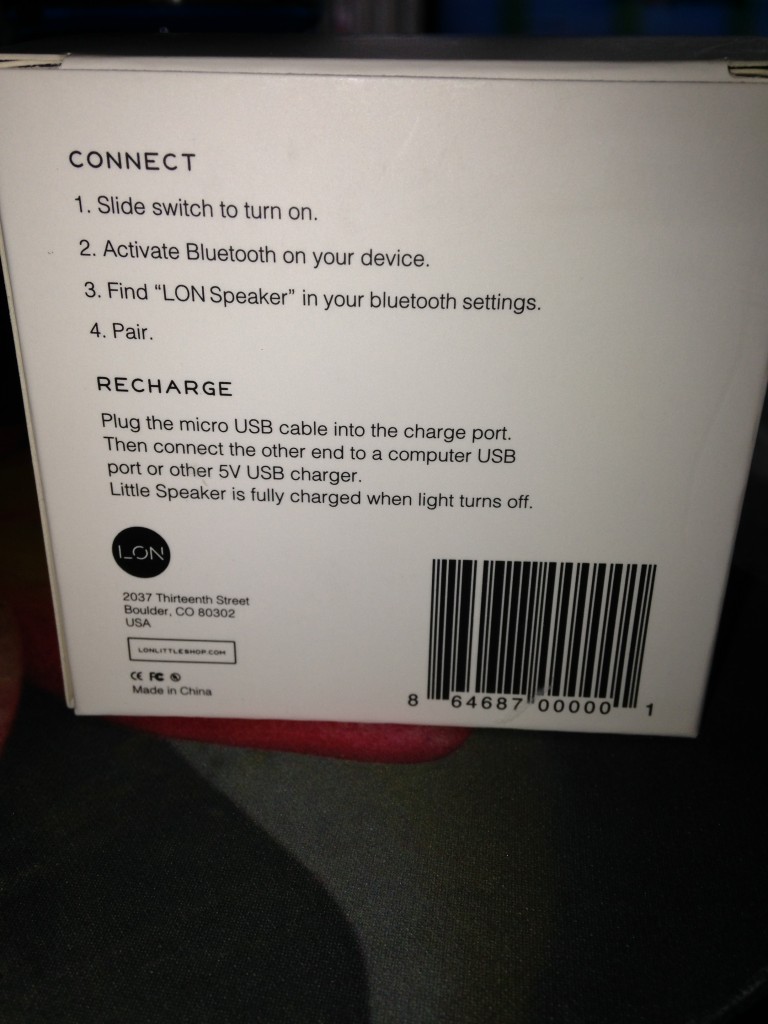 CONNECT
1. Slide switch to turn on.
2. Activate Bluetooth on your device.
3. Find “LON Speaker” in your bluetooth settings.
4. Pair.
RECHARGE
Plug the micro USB cable into the charge port.
Then connect the other end to a computer USB
port or other 5V USB charger.
Little Speaker is fully charged when light turns off.
LON
2037 Thirteenth Street
Boulder, CO 80302
USA
LONLITTLESHOP.COM
CE FC
Made in China
8 64687 00000 1